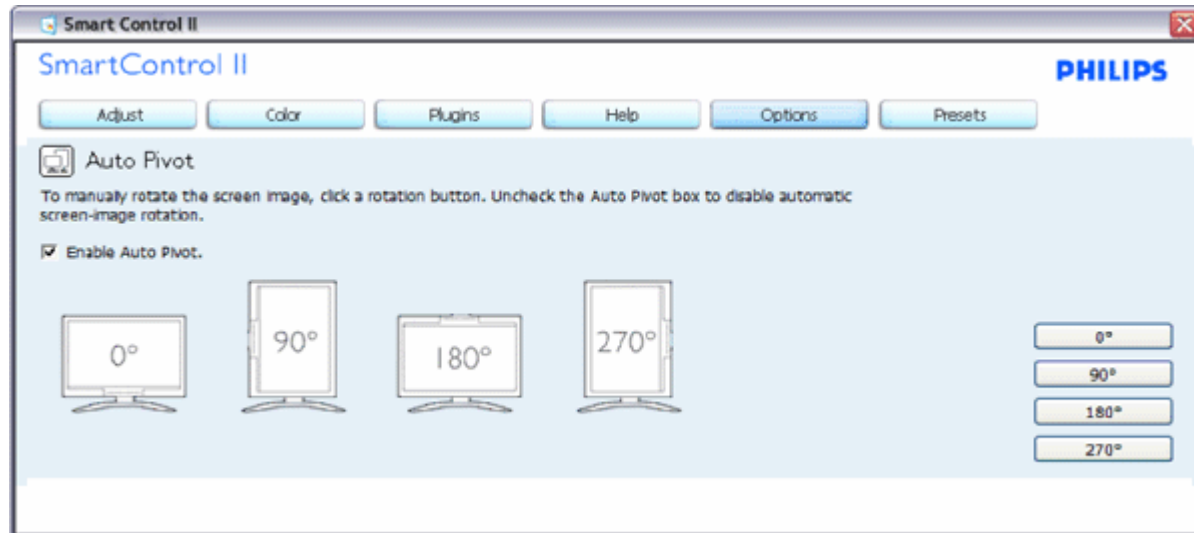 Smart Control II
SmartControl II
PHILIPS
Adjust Color Plugins Help Options Presets
Auto Pivot
To manually rotate the screen image, click a rotation button. Uncheck the Auto Pivot box to disable automatic
screen-image rotation.
Enable Auto Pivot.
0° 90° 180° 270°
0°
90°
180°
270°